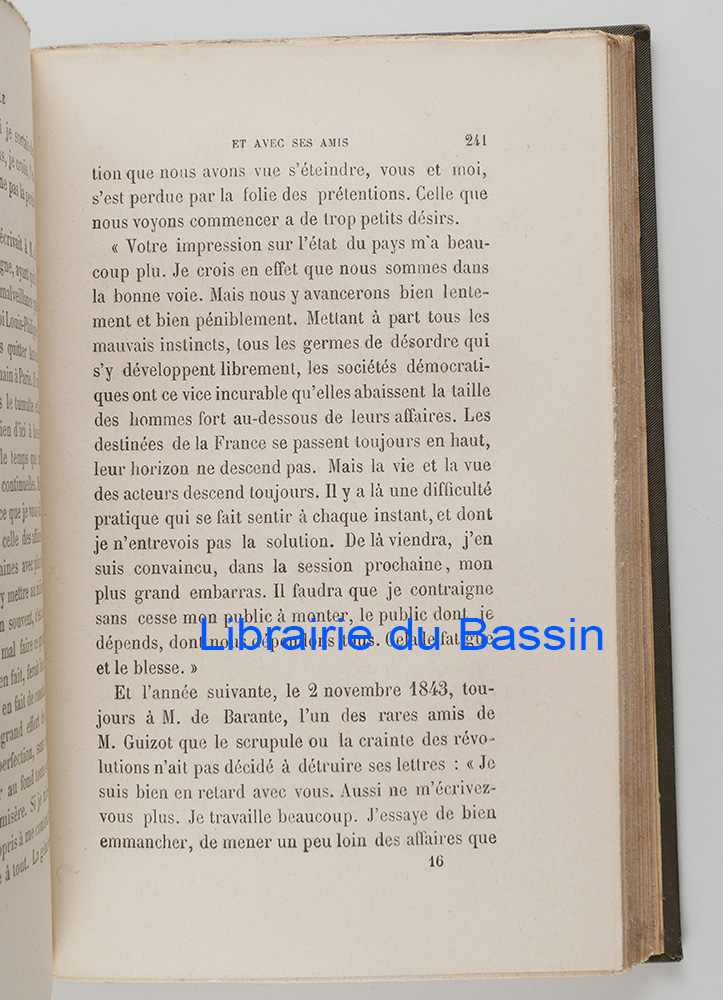 ET AVEC SES AMIS 241
tion que nous avons vue s'éteindre, vous et moi,
s'est perdue par la folie des prétentions. Celle que
nous voyons commencer a de trop petits désirs.
« Votre impression sur l'état du pays m'a beau-
coup plu. Je crois en effet que nous sommes dans
la bonne voie. Mais nous y avancerons bien lente-
ment et bien péniblement. Mettant à part tous les
mauvais instincts, tous les germes de désordre qui
s'y développent librement, les sociétés démocrati-
ques ont ce vice incurable qu'elles abaissent la taille
des hommes fort au-dessous de leurs affaires. Les
destinées de la France se passent toujours en haut,
leur horizon ne descend pas. Mais la vie et la vue
des acteurs descend toujours. Il y a là une difficulté
pratique qui se fait sentir à chaque instant, et dont
je n'entrevois pas la solution. De là viendra, j'en
suis convaincu, dans la session prochaine, mon
plus grand embarras. Il faudra que je contraigne
sans cesse mon public à monter, le public dont je
dépends, dont nous dépendons tous. Cela le fatigue
et le blesse. »
Et l'année suivante, le 2 novembre 1843, tou-
jours à M. de Barante, l'un des rares amis de
M. Guizot que le scrupule ou la crainte des révo-
lutions n'ait pas décidé à détruire ses lettres : « Je
suis bien en retard avec vous. Aussi ne m'écrivez-
vous plus. Je travaille beaucoup. J'essaye de bien
emmancher, de mener un peu loin des affaires que
16
Librairie du Bassin